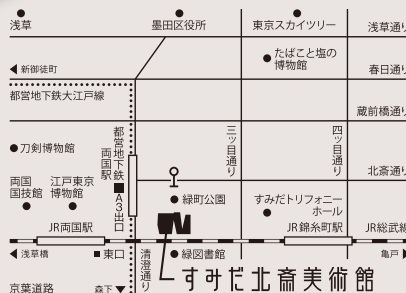 浅草
墨田区役所
東京スカイツリー
浅草通り
たばこと塩の
博物館
新御徒町
春日通り
都営地下鉄大江戸線
蔵前橋通り
都営地下鉄
両国駅
A3出口
三ツ目通り
四ツ目通り
刀剣博物館
北斎通り
両国
国技館
江戸東京
博物館
緑町公園
すみだトリフォニー
ホール
JR両国駅
JR錦糸町駅
JR総武線
浅草橋
東口
清澄通り
緑図書館
亀戸
京葉道路
森下
すみだ北斎美術館